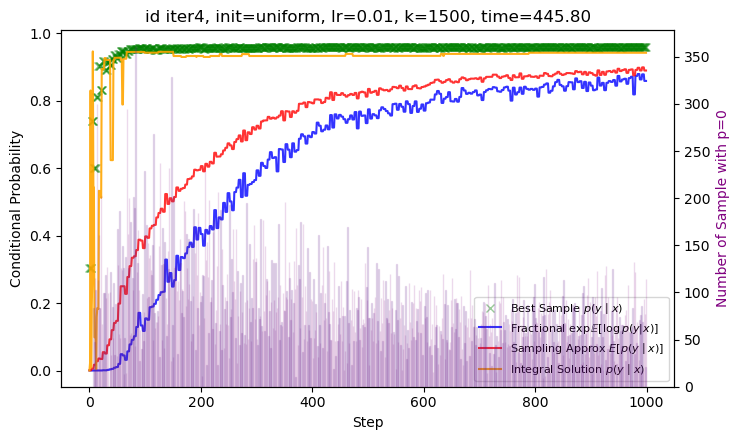 id iter4, init=uniform, lr=0.01, k=1500, time=445.80
Conditional Probability
1.0
0.8
0.6
0.4
0.2
0.0
350
300
250
200
150
100
50
0
Number of Sample with p=0
Best Sample p(y | x)
Fractional exp𝔼[log p(y|x)]
Sampling Approx 𝔼[p(y | x)]
Integral Solution p(y | x)
0
200
400
600
800
1000
Step